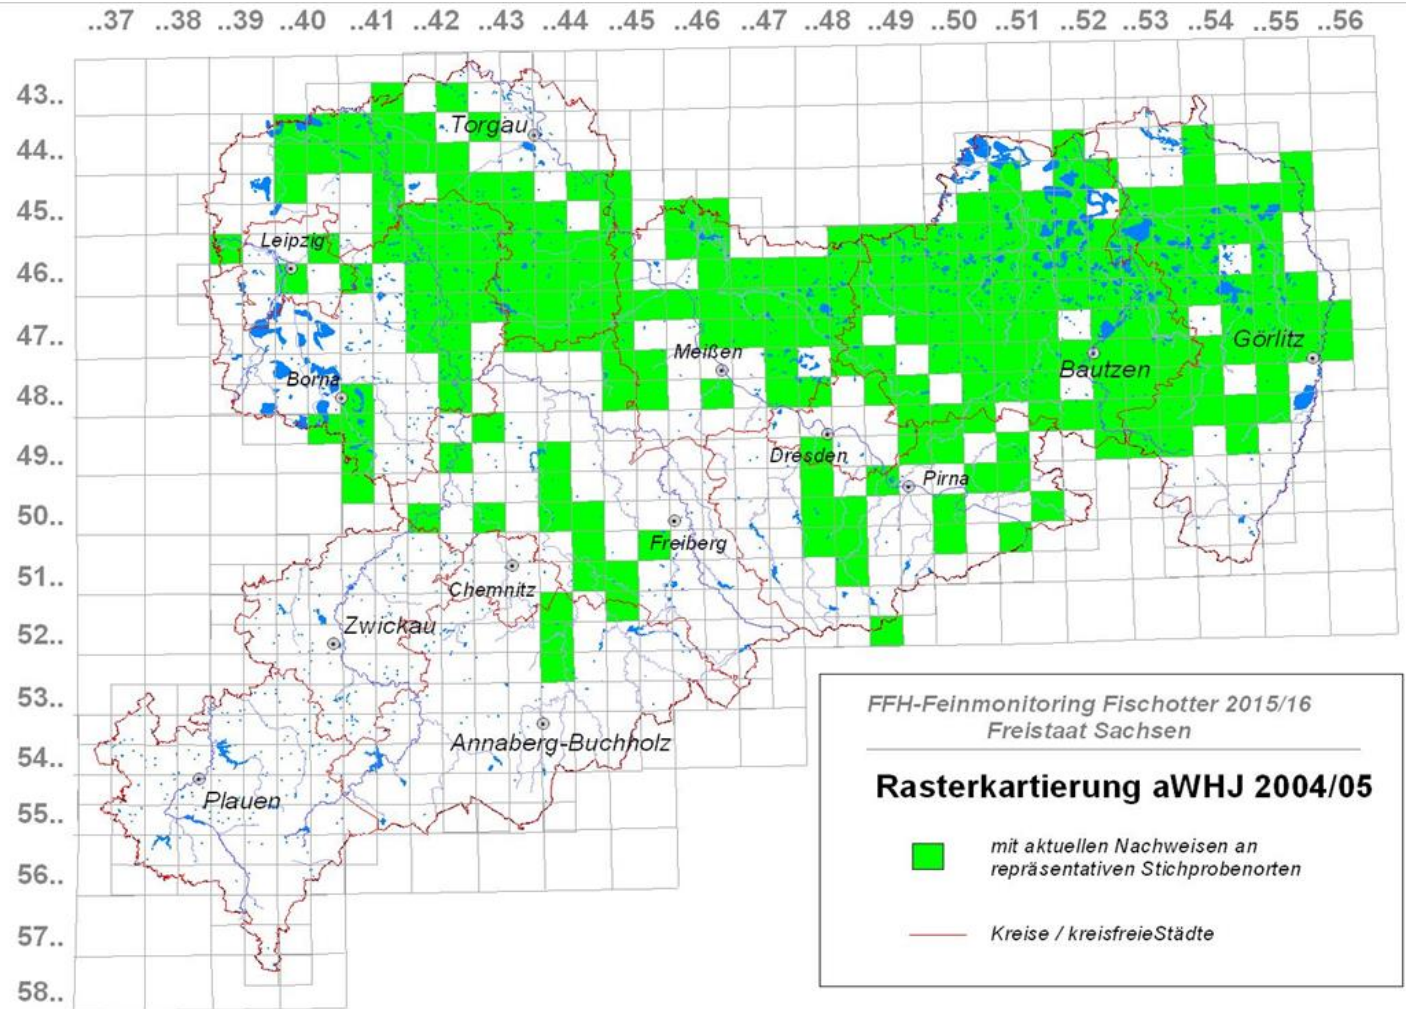 ..37 ..38 ..39 ..40 ..41 ..42 ..43 ..44 ..45 ..46 ..47 ..48 ..49 ..50 ..51 ..52 ..53 ..54 ..55 ..56
43..
Torgau
44..
45..
Leipzig
46..
47..
Görlitz
Meißen
Bautzen
Borna
48..
49..
Dresden
Pirna
50..
Freiberg
51..
Chemnitz
52..
Zwickau
53..
Annaberg-Buchholz
54..
Plauen
55..
56..
57..
58..
FFH-Feinmonitoring Fischotter 2015/16
Freistaat Sachsen
Rasterkartierung aWHJ 2004/05
mit aktuellen Nachweisen an
repräsentativen Stichprobenorten
Kreise / kreisfreieStädte